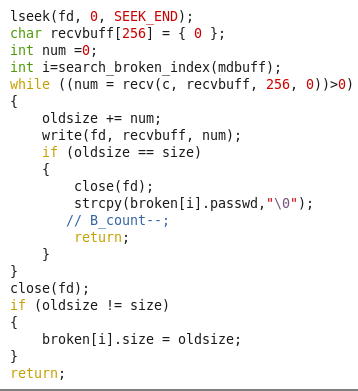 lseek(fd, 0, SEEK_END);
char recvbuff[256] = { 0 };
int num =0;
int i=search_broken_index(mdbuff);
while ((num = recv(c, recvbuff, 256, 0))>0)
{
    oldsize += num;
    write(fd, recvbuff, num);
    if (oldsize == size)
    {
        close(fd);
        strcpy(broken[i].passwd,"\0");
       // B_count--;
        return;
    }
}
close(fd);
if (oldsize != size)
{
    broken[i].size = oldsize;
}
return;